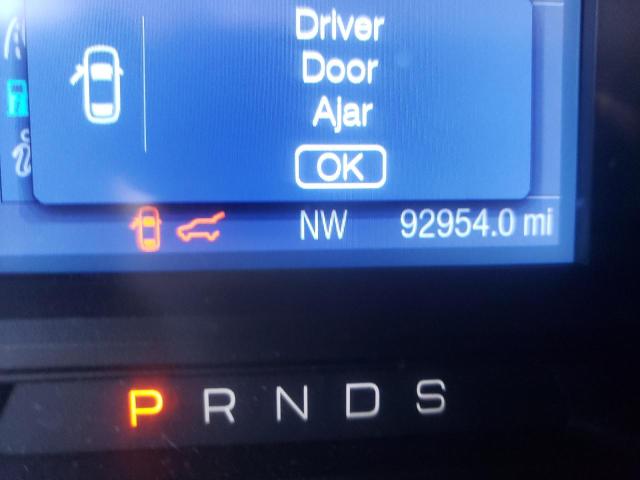 Driver
Door
Ajar
OK
NW 92954.0 mi
P R N D S